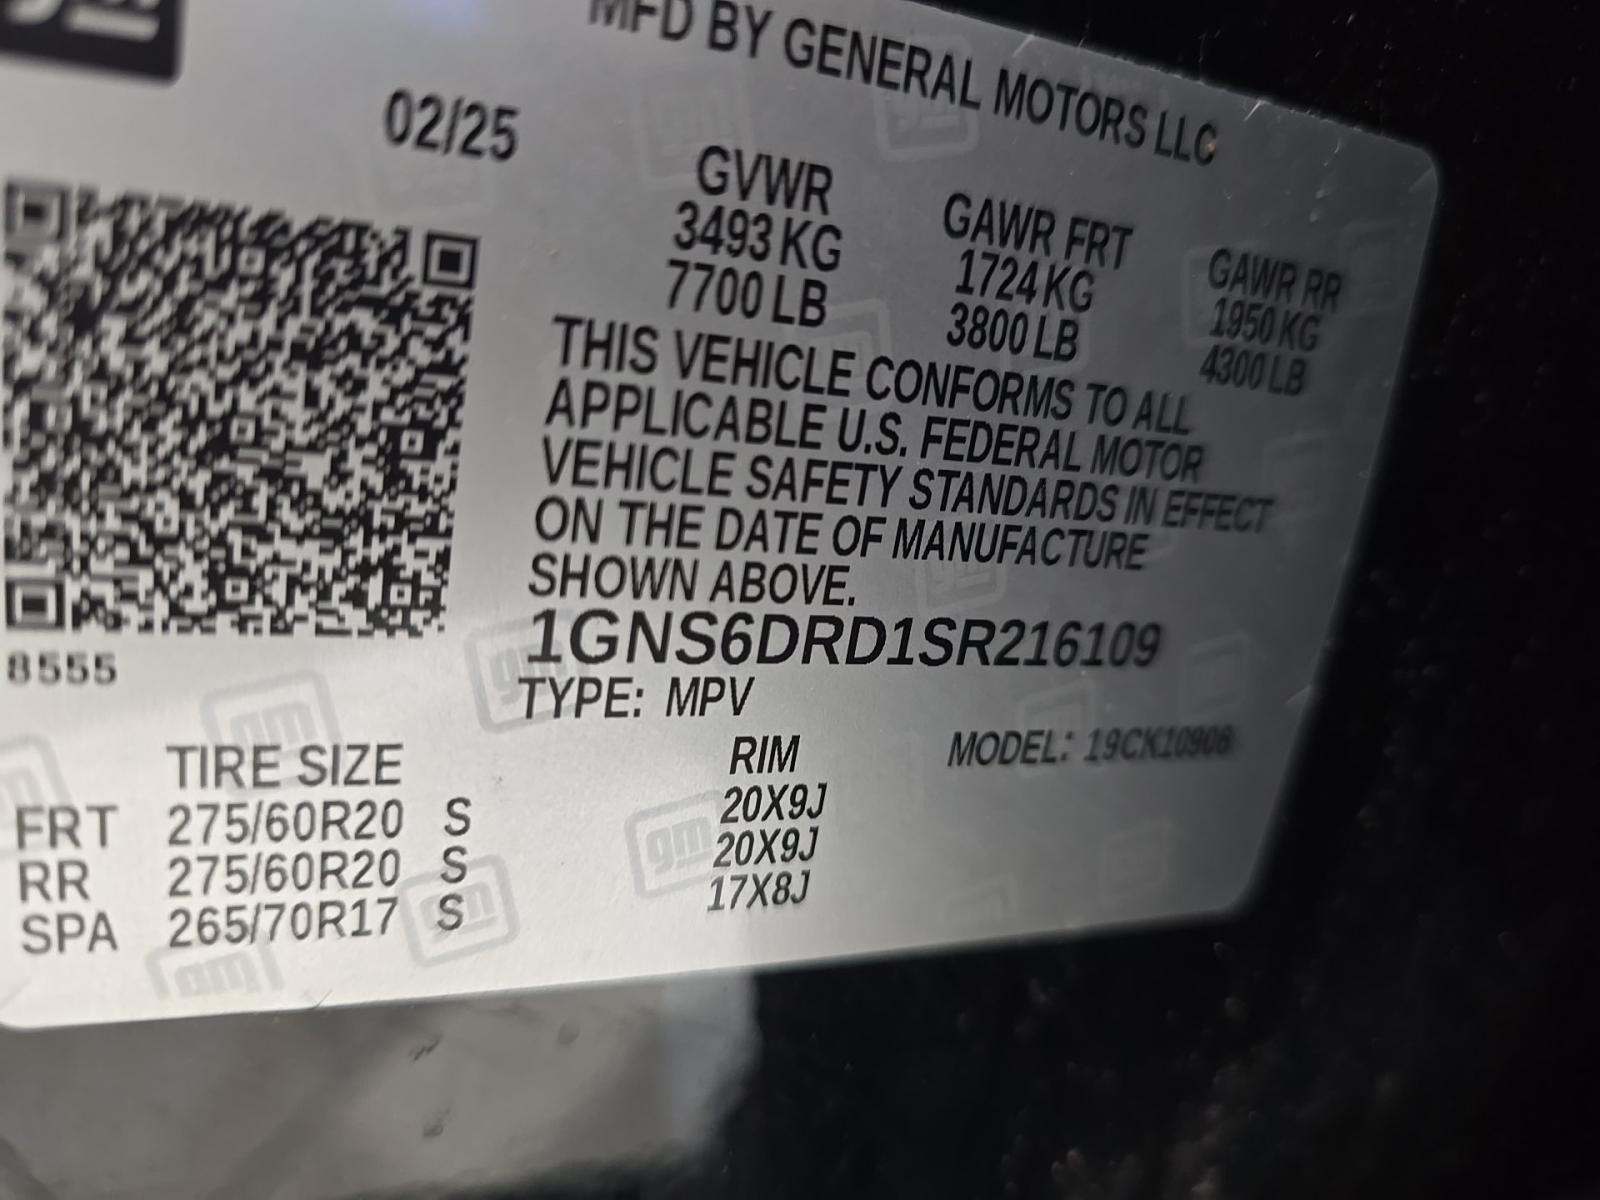 gm
MFD BY GENERAL MOTORS LLC
02/25
GVWR GAWR FRT GAWR RR
3493 KG 1724 KG 1950 KG
7700 LB 3800 LB 4300 LB
THIS VEHICLE CONFORMS TO ALL
APPLICABLE U.S. FEDERAL MOTOR
VEHICLE SAFETY STANDARDS IN EFFECT
ON THE DATE OF MANUFACTURE
SHOWN ABOVE.
1GNS6DRD1SR216109
8555
TYPE: MPV MODEL:
TIRE SIZE RIM
FRT 275/60R20 S 20X9J
RR 275/60R20 S 20X9J
SPA 265/70R17 S 17X8J